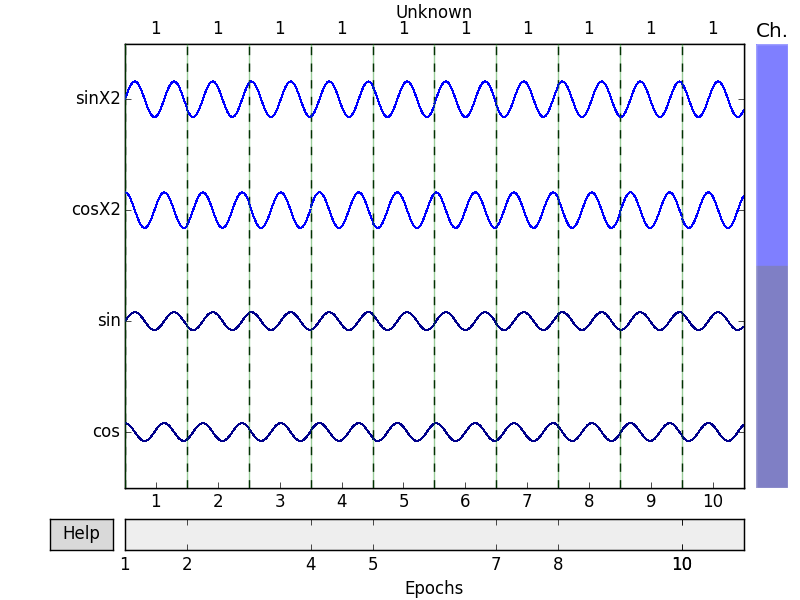 Unknown
1 1 1 1 1 1 1 1 1 1
Ch.
sinX2
cosX2
sin
cos
1 2 3 4 5 6 7 8 9 10
Help
1 2 4 5 7 8 10
Epochs